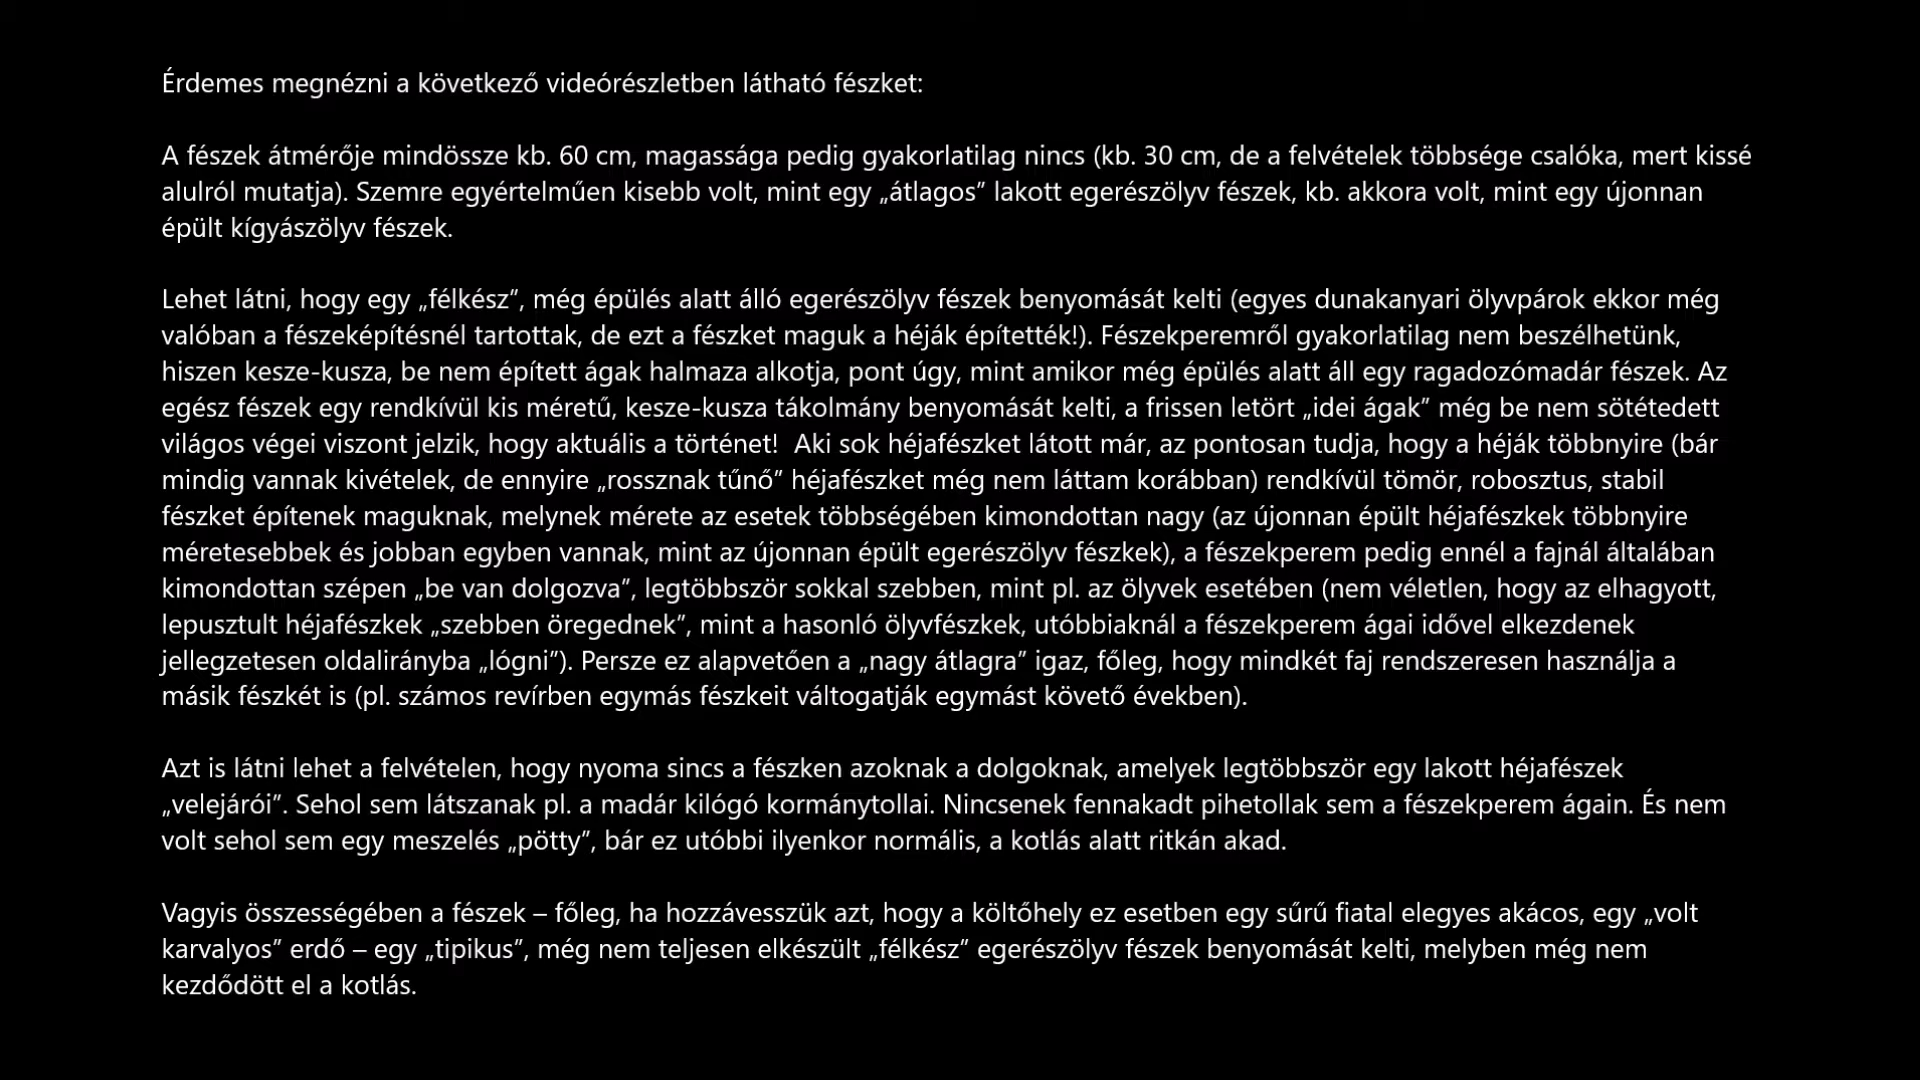 Érdemes megnézni a következő videórészletben látható fészket:
A fészek átmérője mindössze kb. 60 cm, magassága pedig gyakorlatilag nincs (kb. 30 cm, de a felvételek többsége csalóka, mert kissé
alulról mutatja). Szemre egyértelműen kisebb volt, mint egy „átlagos” lakott egerészölyv fészek, kb. akkora volt, mint egy újonnan
épült kígyászölyv fészek.
Lehet látni, hogy egy „félkész”, még épülés alatt álló egerészölyv fészek benyomását kelti (egyes dunakanyari ölyvpárok ekkor még
valóban a fészeképítésnél tartottak, de ezt a fészket maguk a héják építették!). Fészekperemről gyakorlatilag nem beszélhetünk,
hiszen kesze-kusza, be nem épített ágak halmaza alkotja, pont úgy, mint amikor még épülés alatt áll egy ragadozómadár fészek. Az
egész fészek egy rendkívül kis méretű, kesze-kusza tákolmány benyomását kelti, a frissen letört „idei ágak” még be nem sötétedett
világos végei viszont jelzik, hogy aktuális a történet!  Aki sok héjafészket látott már, az pontosan tudja, hogy a héják többnyire (bár
mindig vannak kivételek, de ennyire „rossznak tűnő” héjafészket még nem láttam korábban) rendkívül tömör, robosztus, stabil
fészket építenek maguknak, melynek mérete az esetek többségében kimondottan nagy (az újonnan épült héjafészkek többnyire
méretesebbek és jobban egyben vannak, mint az újonnan épült egerészölyv fészkek), a fészekperem pedig ennél a fajnál általában
kimondottan szépen „be van dolgozva”, legtöbbször sokkal szebben, mint pl. az ölyvek esetében (nem véletlen, hogy az elhagyott,
lepusztult héjafészkek „szebben öregednek”, mint a hasonló ölyvfészkek, utóbbiaknál a fészekperem ágai idővel elkezdenek
jellegzetesen oldalirányba „lógni”). Persze ez alapvetően a „nagy átlagra” igaz, főleg, hogy mindkét faj rendszeresen használja a
másik fészkét is (pl. számos revírben egymás fészkeit váltogatják egymást követő években).
Azt is látni lehet a felvételen, hogy nyoma sincs a fészken azoknak a dolgoknak, amelyek legtöbbször egy lakott héjafészek
„velejárói”. Sehol sem látszanak pl. a madár kilógó kormánytollai. Nincsenek fennakadt pihetollak sem a fészekperem ágain. És nem
volt sehol sem egy meszelés „pötty”, bár ez utóbbi ilyenkor normális, a kotlás alatt ritkán akad.
Vagyis összességében a fészek – főleg, ha hozzávesszük azt, hogy a költőhely ez esetben egy sűrű fiatal elegyes akácos, egy „volt
karvalyos” erdő – egy „tipikus”, még nem teljesen elkészült „félkész” egerészölyv fészek benyomását kelti, melyben még nem
kezdődött el a kotlás.